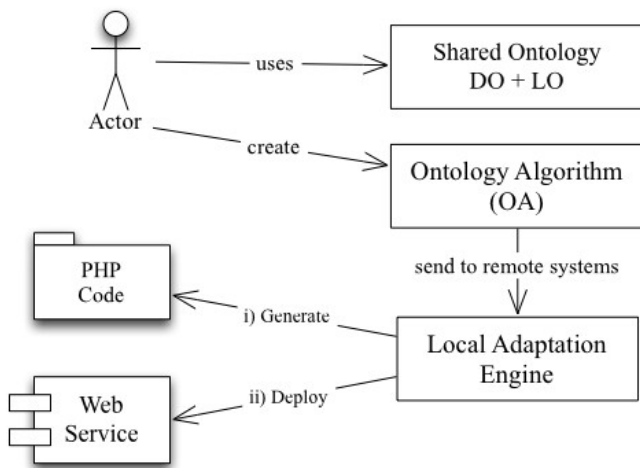 Shared Ontology
DO + LO
uses
Actor
create
Ontology Algorithm
(OA)
send to remote systems
PHP
Code
i) Generate
Local Adaptation
Engine
ii) Deploy
Web
Service